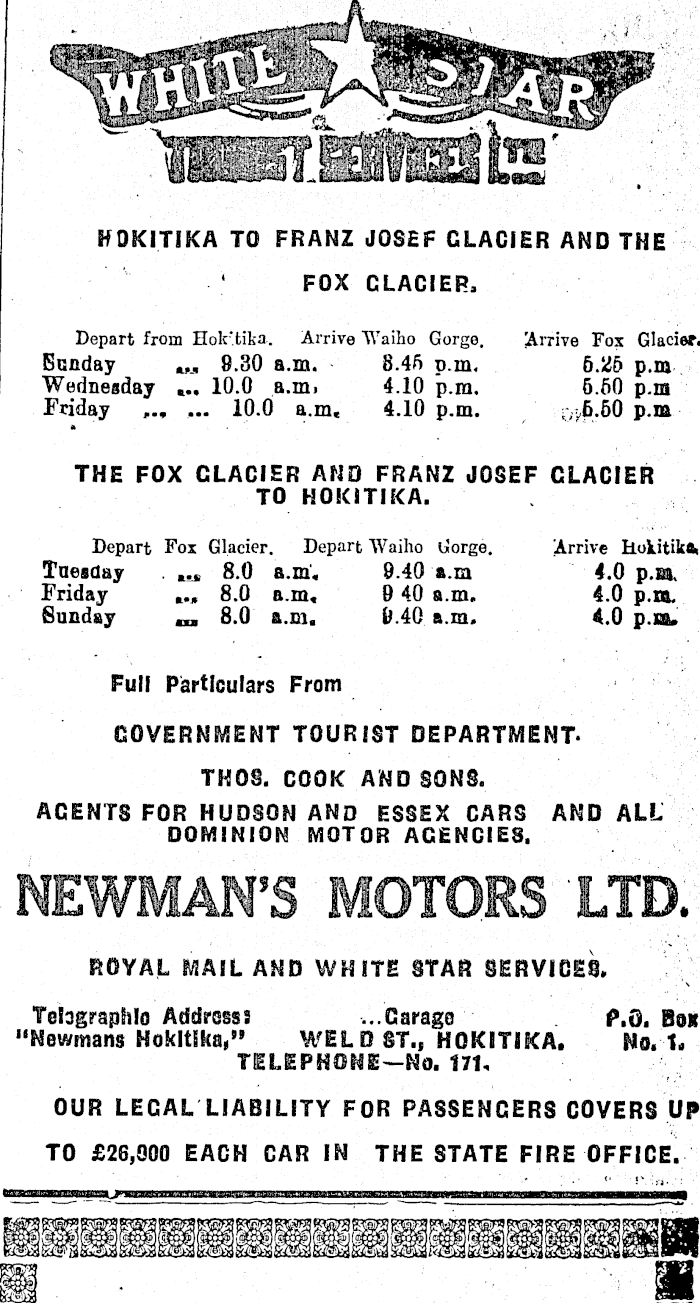 WHITE STAR
HOKITIKA TO FRANZ JOSEF GLACIER AND THE
FOX GLACIER.
Depart from Hokitika. Arrive Waiho Gorge. Arrive Fox Glacier.
Sunday ... 9.30 a.m. 3.45 p.m. 5.25 p.m
Wednesday ... 10.0 a.m. 4.10 p.m. 5.50 p.m
Friday ... ... 10.0 a.m. 4.10 p.m. 5.50 p.m
THE FOX GLACIER AND FRANZ JOSEF GLACIER
TO HOKITIKA.
Depart Fox Glacier. Depart Waiho Gorge. Arrive Hokitika.
Tuesday ... 8.0 a.m. 9.40 a.m 4.0 p.m.
Friday ... 8.0 a.m. 9 40 a.m. 4.0 p.m.
Sunday ... 8.0 a.m. 9.40 a.m. 4.0 p.m.
Full Particulars From
GOVERNMENT TOURIST DEPARTMENT.
THOS. COOK AND SONS.
AGENTS FOR HUDSON AND ESSEX CARS AND ALL
DOMINION MOTOR AGENCIES.
NEWMAN'S MOTORS LTD.
ROYAL MAIL AND WHITE STAR SERVICES.
Telegraphic Address: ...Garage P.O. Box
"Newmans Hokitika," WELD ST., HOKITIKA. No. 1.
TELEPHONE—No. 171.
OUR LEGAL LIABILITY FOR PASSENGERS COVERS UP
TO £26,000 EACH CAR IN THE STATE FIRE OFFICE.